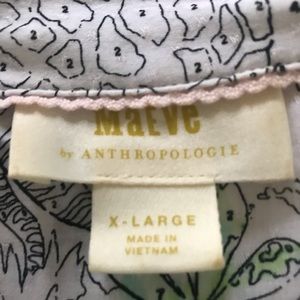 Maeve
by ANTHROPOLOGIE
X-LARGE
MADE IN
VIETNAM